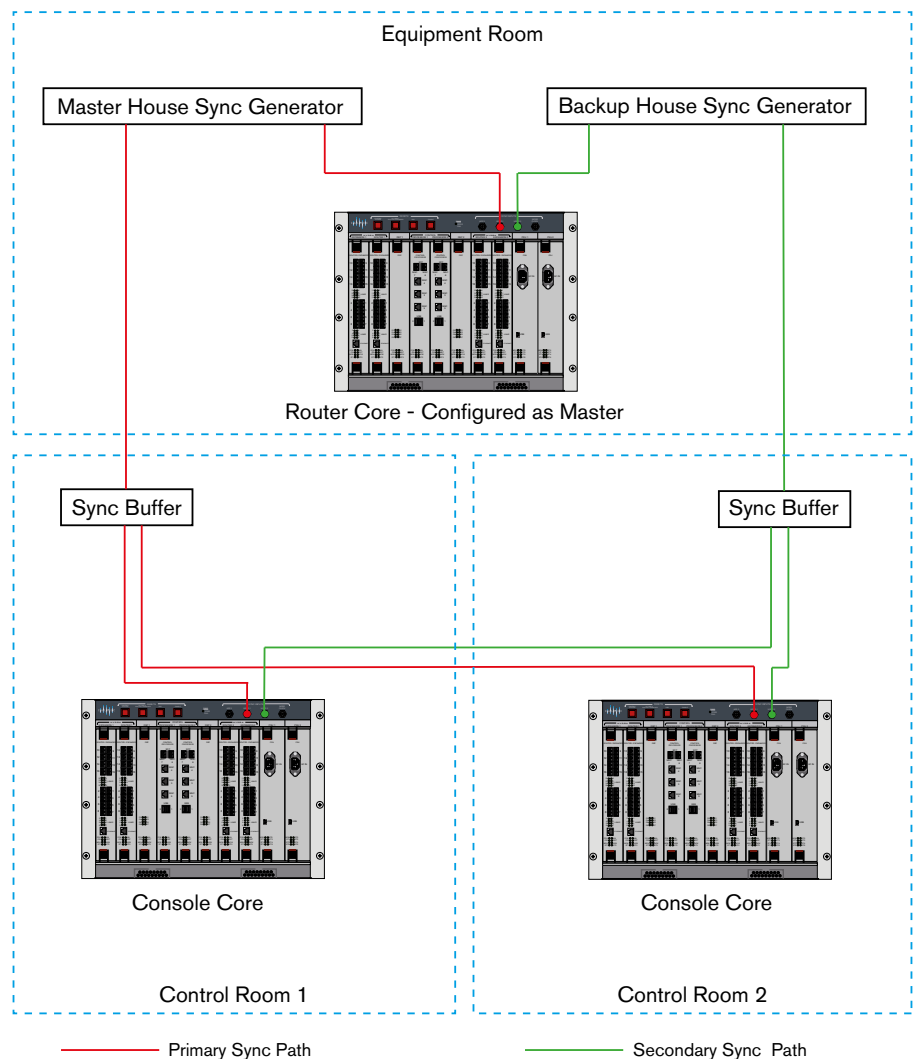 Equipment Room
Master House Sync Generator
Backup House Sync Generator
Router Core - Configured as Master
Sync Buffer
Sync Buffer
Console Core
Console Core
Control Room 1
Control Room 2
Primary Sync Path
Secondary Sync Path